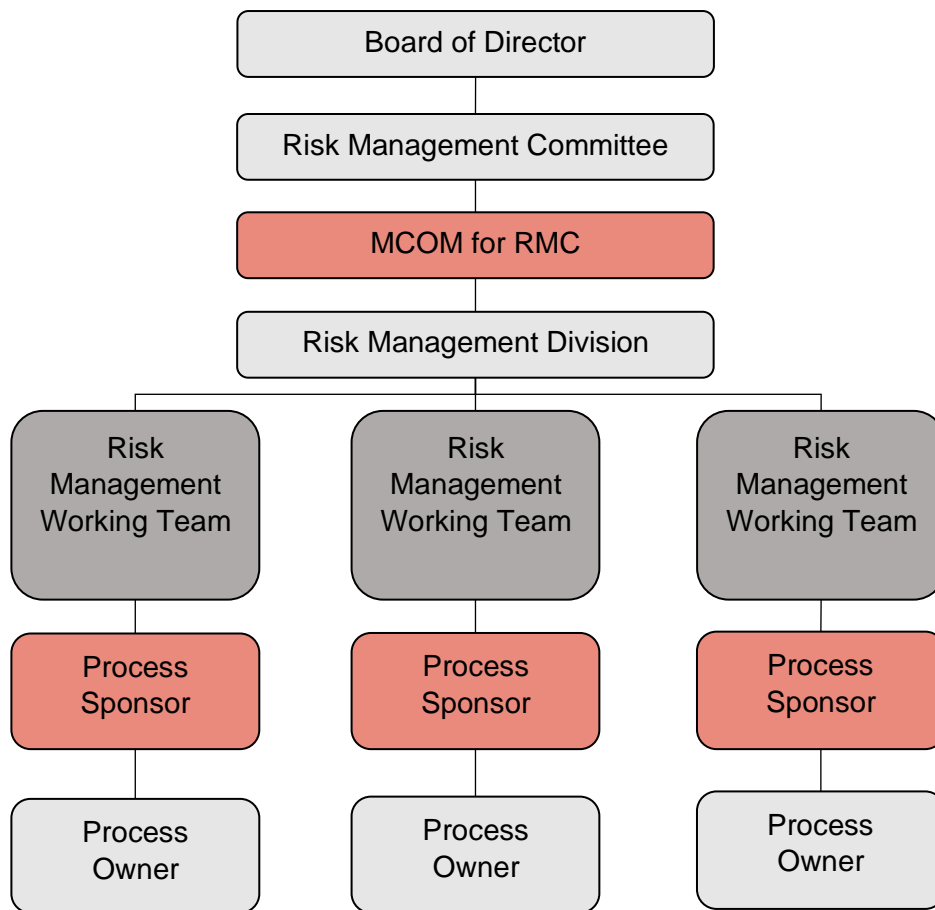 Board of Director
Risk Management Committee
MCOM for RMC
Risk Management Division
Risk
Management
Working Team
Risk
Management
Working Team
Risk
Management
Working Team
Process
Sponsor
Process
Sponsor
Process
Sponsor
Process
Owner
Process
Owner
Process
Owner